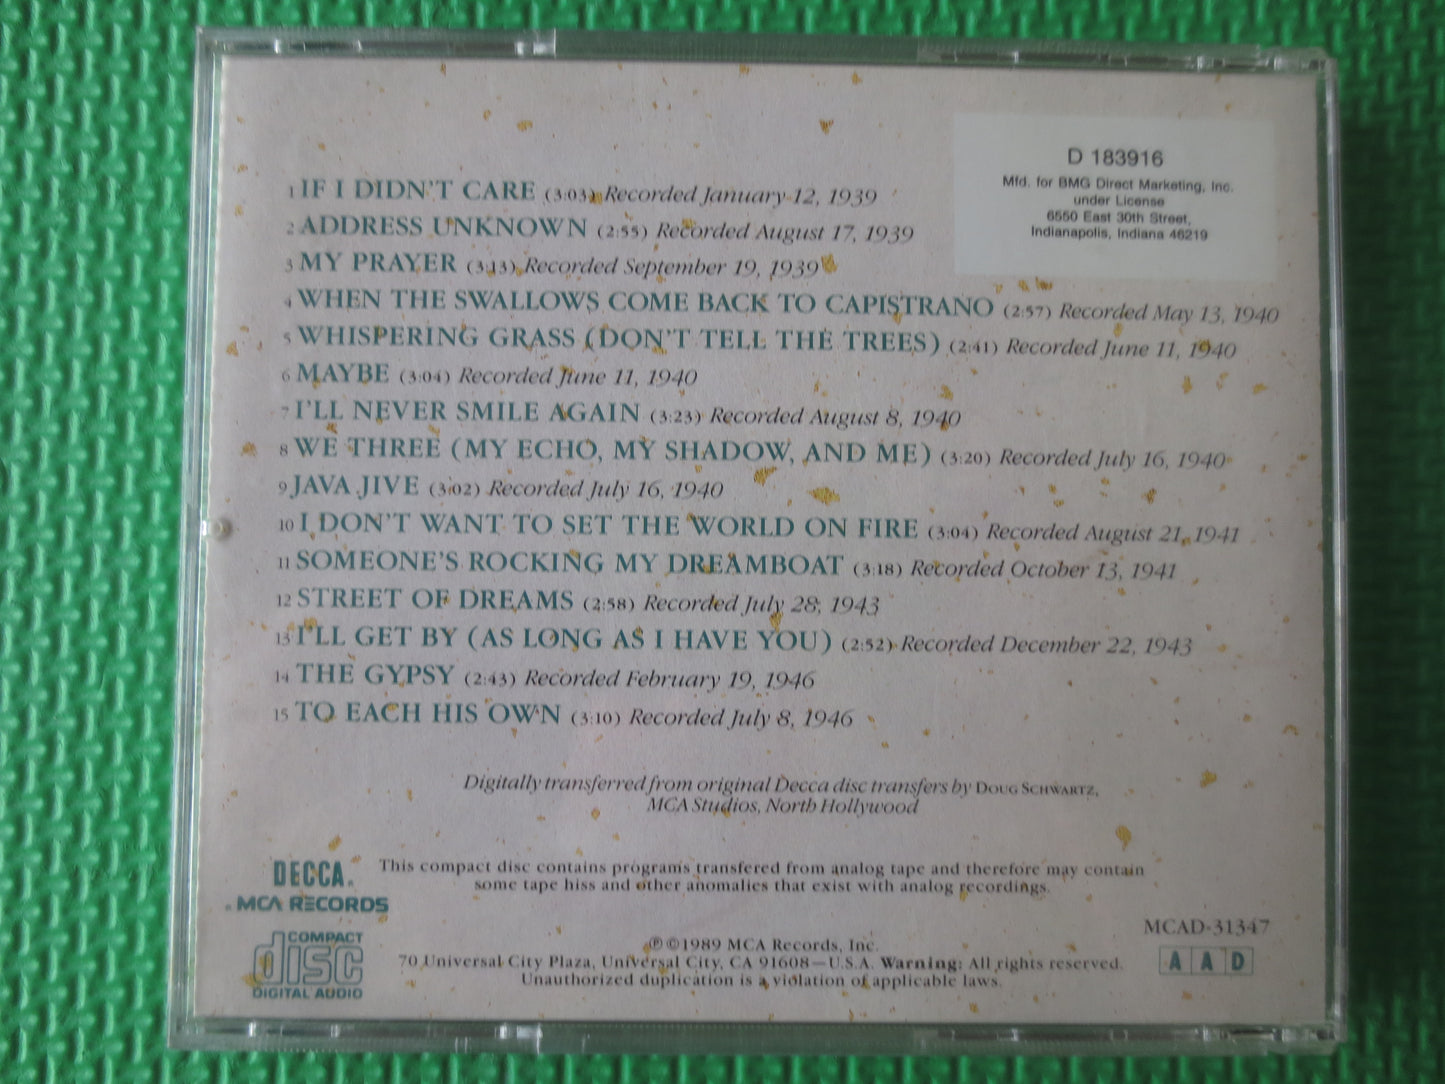 D 183916
Mfd. for BMG Direct Marketing, Inc.
under License
6550 East 30th Street,
Indianapolis, Indiana 46219
1 IF I DIDN'T CARE (3:03) Recorded January 12, 1939
2 ADDRESS UNKNOWN (2:55) Recorded August 17, 1939
3 MY PRAYER (3:13) Recorded September 19, 1939
4 WHEN THE SWALLOWS COME BACK TO CAPISTRANO (2:57) Recorded May 13, 1940
5 WHISPERING GRASS (DON'T TELL THE TREES) (2:41) Recorded June 11, 1940
6 MAYBE (3:04) Recorded June 11, 1940
7 I'LL NEVER SMILE AGAIN (3:23) Recorded August 8, 1940
8 WE THREE (MY ECHO, MY SHADOW, AND ME) (3:20) Recorded July 16, 1940
9 JAVA JIVE (3:02) Recorded July 16, 1940
10 I DON'T WANT TO SET THE WORLD ON FIRE (3:04) Recorded August 21, 1941
11 SOMEONE'S ROCKING MY DREAMBOAT (3:18) Recorded October 13, 1941
12 STREET OF DREAMS (2:58) Recorded July 28, 1943
13 I'LL GET BY (AS LONG AS I HAVE YOU) (2:52) Recorded December 22, 1943
14 THE GYPSY (2:43) Recorded February 19, 1946
15 TO EACH HIS OWN (3:10) Recorded July 8, 1946
Digitally transferred from original Decca disc transfers by DOUG SCHWARTZ,
MCA Studios, North Hollywood
DECCA®
MCA RECORDS
This compact disc contains programs transfered from analog tape and therefore may contain
some tape hiss and other anomalies that exist with analog recordings.
COMPACT
disc
DIGITAL AUDIO
℗©1989 MCA Records, Inc.
70 Universal City Plaza, Universal City, CA 91608—U.S.A. Warning: All rights reserved.
Unauthorized duplication is a violation of applicable laws.
MCAD-31347
A A D